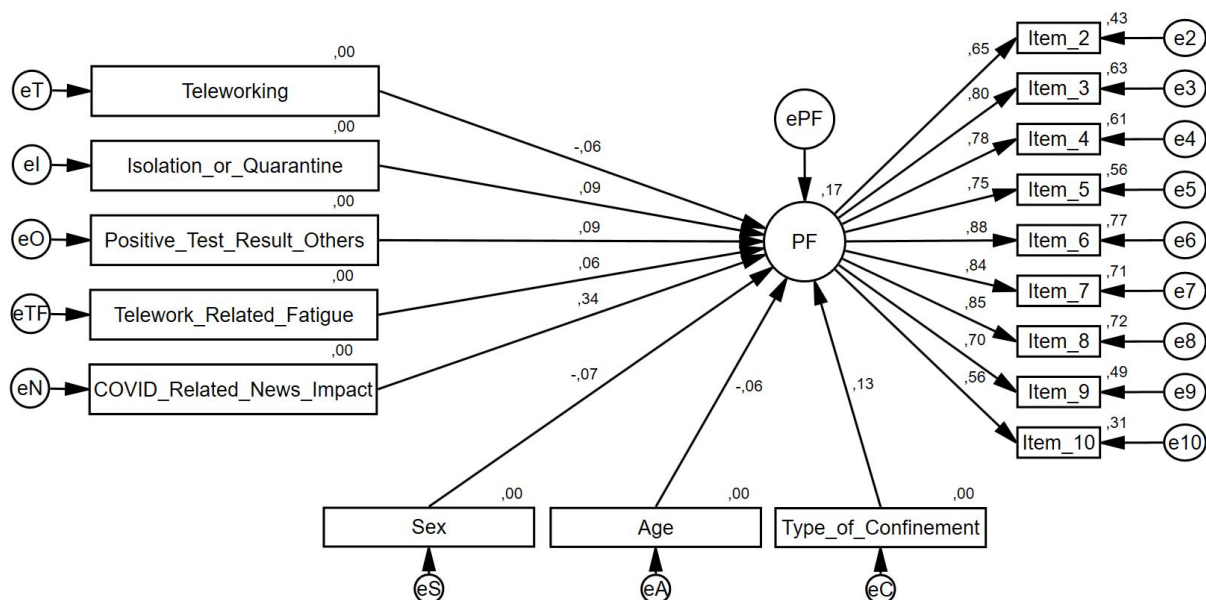 ,00
eT
Teleworking
,00
eI
Isolation_or_Quarantine
,00
eO
Positive_Test_Result_Others
,00
eTF
Telework_Related_Fatigue
,00
eN
COVID_Related_News_Impact
-,06
,09
,09
,06
,34
-,07
-,06
,13
ePF
,17
PF
,65
,80
,78
,75
,88
,84
,85
,70
,56
,43
Item_2
e2
,63
Item_3
e3
,61
Item_4
e4
,56
Item_5
e5
,77
Item_6
e6
,71
Item_7
e7
,72
Item_8
e8
,49
Item_9
e9
,31
Item_10
e10
,00
Sex
eS
,00
Age
eA
,00
Type_of_Confinement
eC